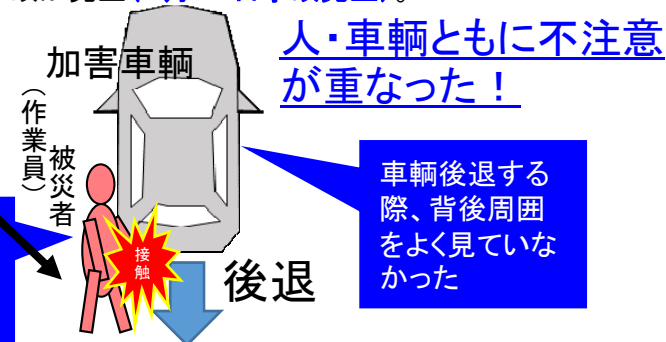 加害車輌
人・車輌ともに不注意
が重なった！
（作業員）
被災者
車輌後退する
際、背後周囲
をよく見ていな
かった
接
触
後退